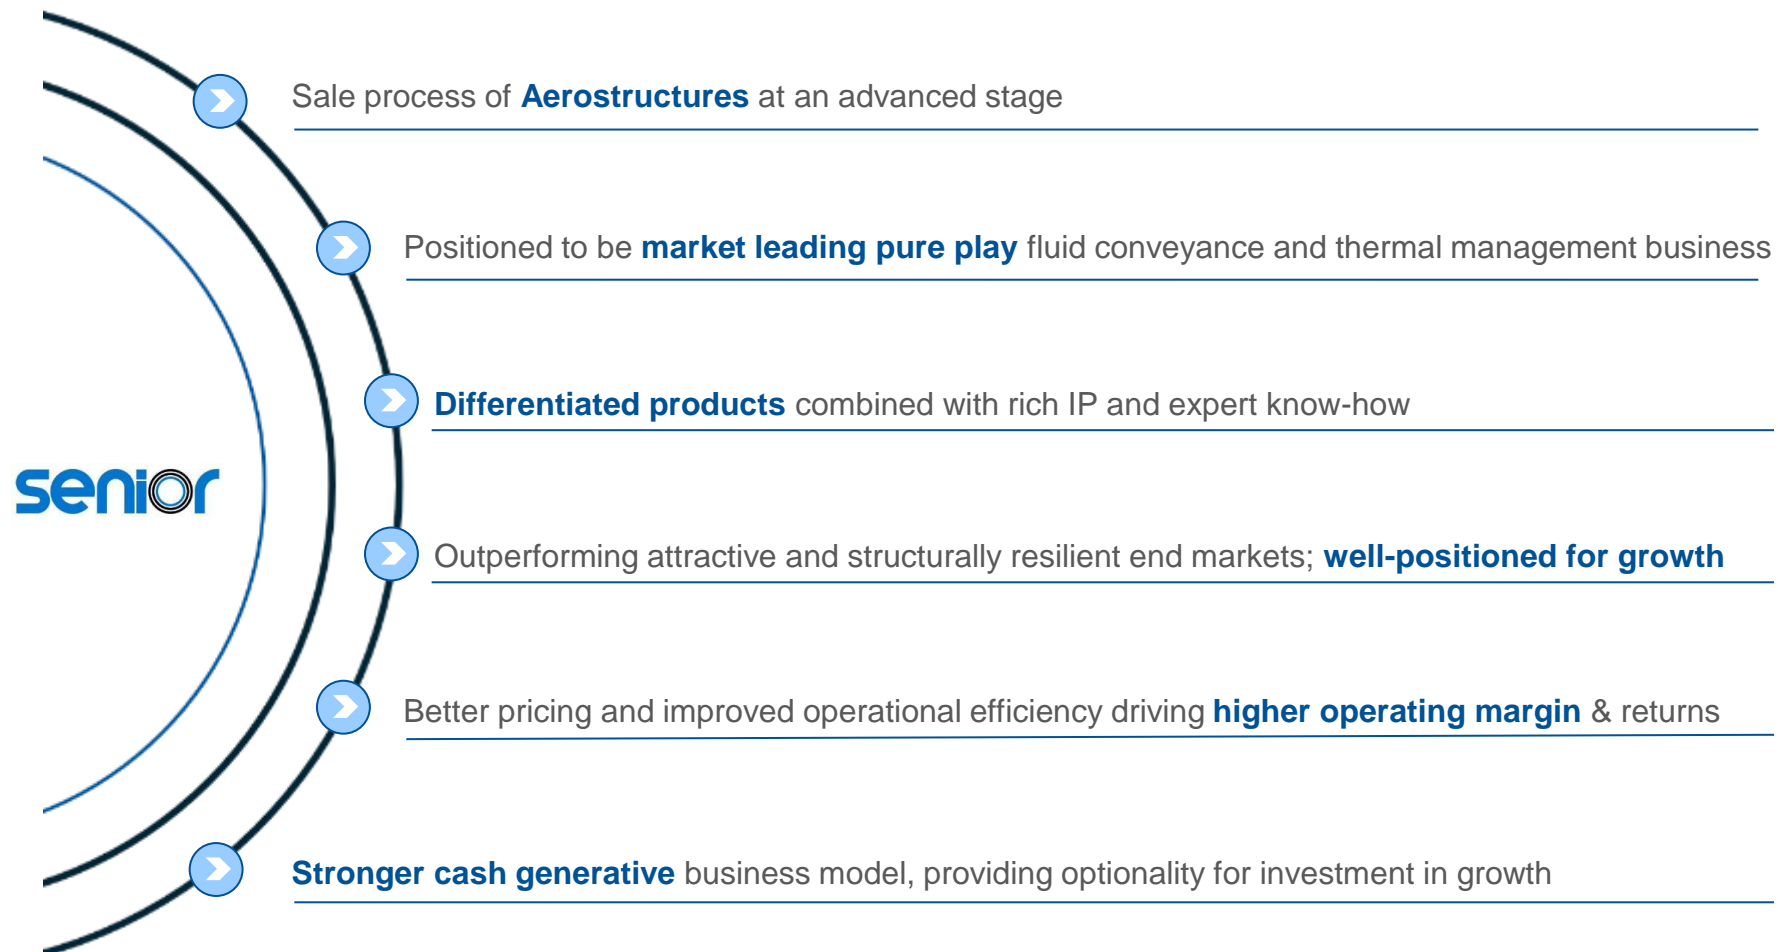 Sale process of Aerostructures at an advanced stage
Positioned to be market leading pure play fluid conveyance and thermal management business
Differentiated products combined with rich IP and expert know-how
senior
Outperforming attractive and structurally resilient end markets; well-positioned for growth
Better pricing and improved operational efficiency driving higher operating margin & returns
Stronger cash generative business model, providing optionality for investment in growth